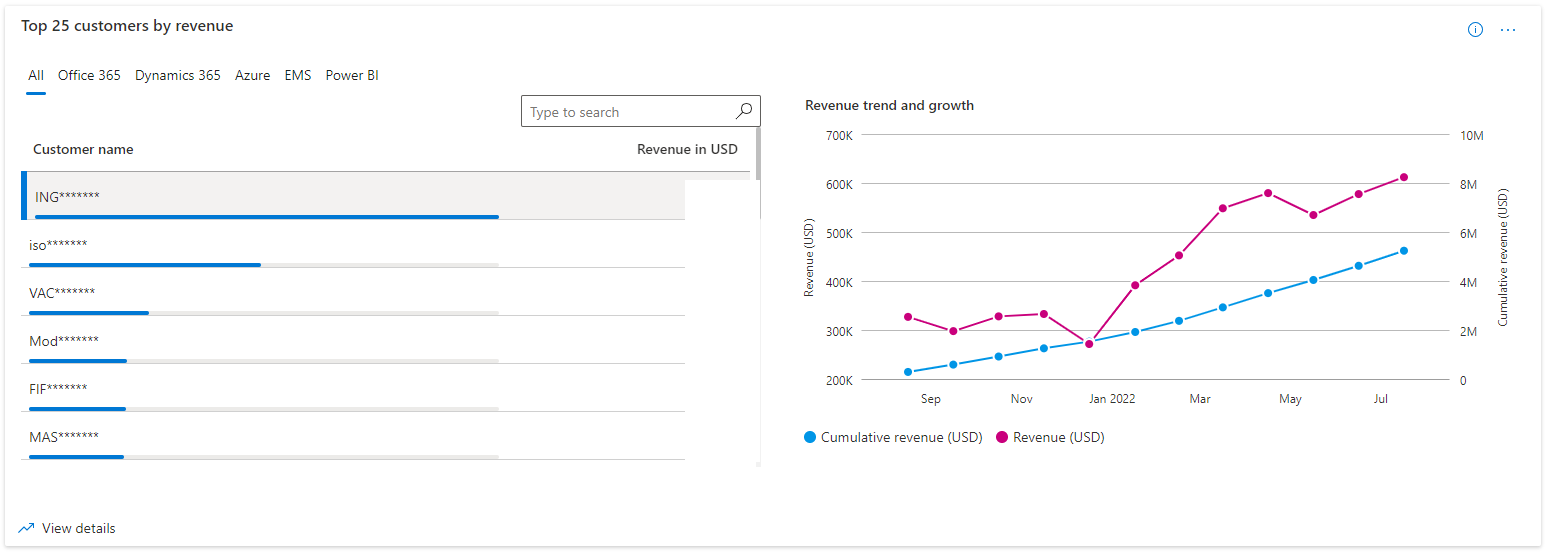 Top 25 customers by revenue
All Office 365 Dynamics 365 Azure EMS Power BI
Type to search
Customer name Revenue in USD
ING*******
iso*******
VAC*******
Mod*******
FIF*******
MAS*******
View details
Revenue trend and growth
700K 10M
600K 8M
500K 6M
400K 4M
300K 2M
200K 0
Revenue (USD)
Cumulative revenue (USD)
Sep Nov Jan 2022 Mar May Jul
Cumulative revenue (USD) Revenue (USD)